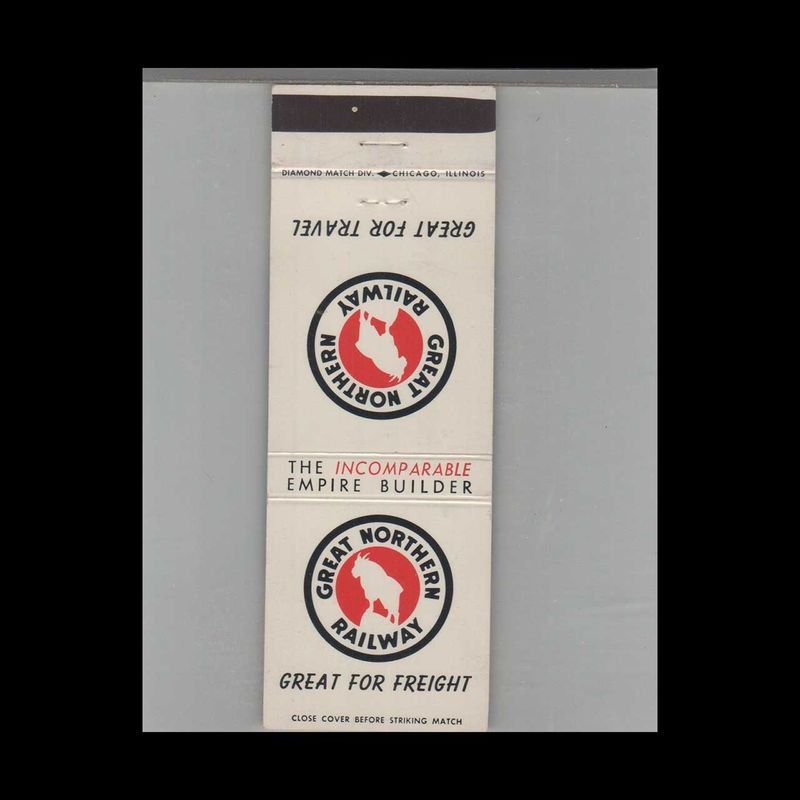 DIAMOND MATCH DIV. ◆ CHICAGO, ILLINOIS
GREAT FOR TRAVEL
GREAT NORTHERN
RAILWAY
THE INCOMPARABLE
EMPIRE BUILDER
GREAT NORTHERN
RAILWAY
GREAT FOR FREIGHT
CLOSE COVER BEFORE STRIKING MATCH